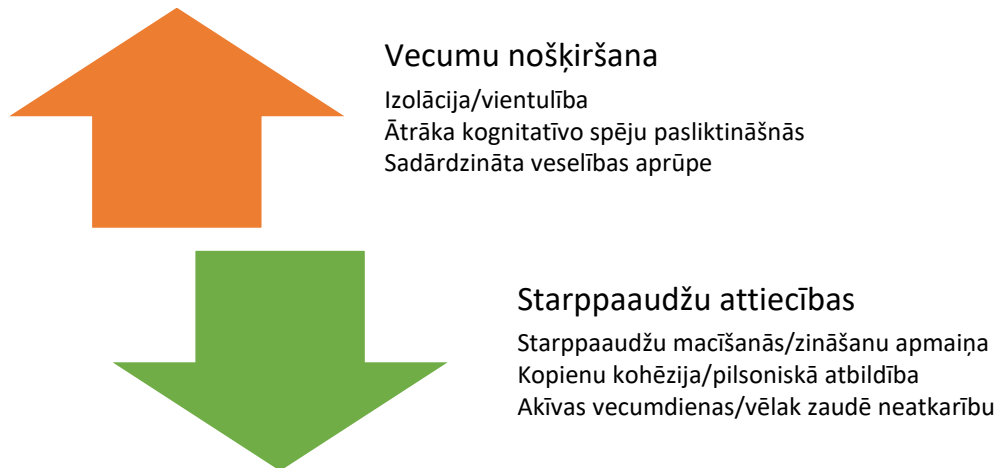 Vecumu nošķiršana
Izolācija/vientulība
Ātrāka kognitatīvo spēju pasliktināšnās
Sadārdzināta veselības aprūpe
Starppaaudžu attiecības
Starppaaudžu macīšanās/zināšanu apmaiņa
Kopienu kohēzija/pilsoniskā atbildība
Akīvas vecumdienas/vēlak zaudē neatkarību